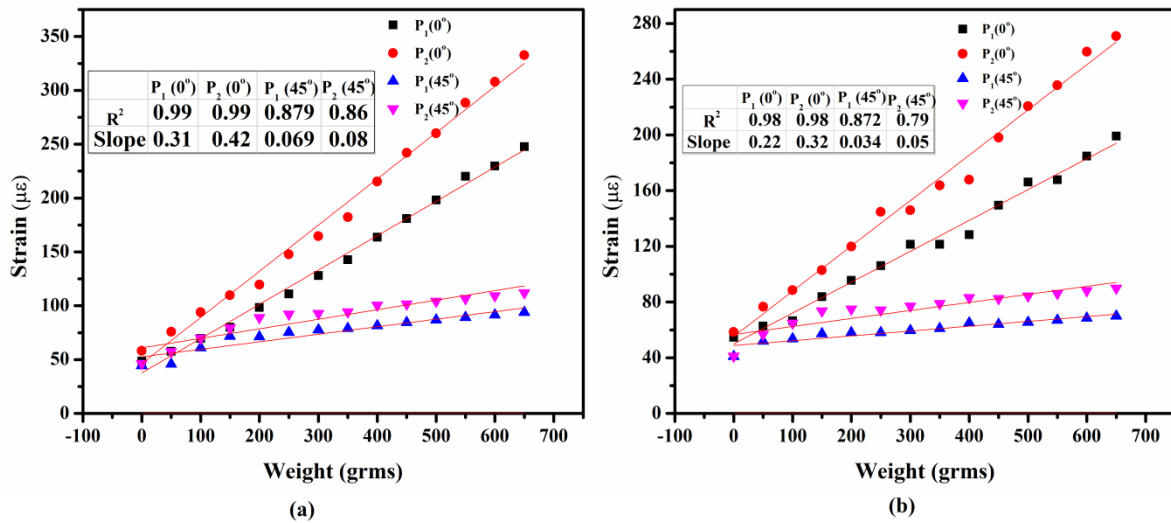 P1(0°)
P2(0°)
P1(45°)
P2(45°)
P1 (0°) P2 (0°) P1 (45°) P2 (45°)
R2 0.99 0.99 0.879 0.86
Slope 0.31 0.42 0.069 0.08
350
300
250
200
150
100
50
0
Strain (με)
-100 0 100 200 300 400 500 600 700
Weight (grms)
(a)
P1(0°)
P2(0°)
P1(45°)
P2(45°)
P1 (0°) P2 (0°) P1 (45°) P2 (45°)
R2 0.98 0.98 0.872 0.79
Slope 0.22 0.32 0.034 0.05
280
240
200
160
120
80
40
0
Strain (με)
-100 0 100 200 300 400 500 600 700
Weight (grms)
(b)